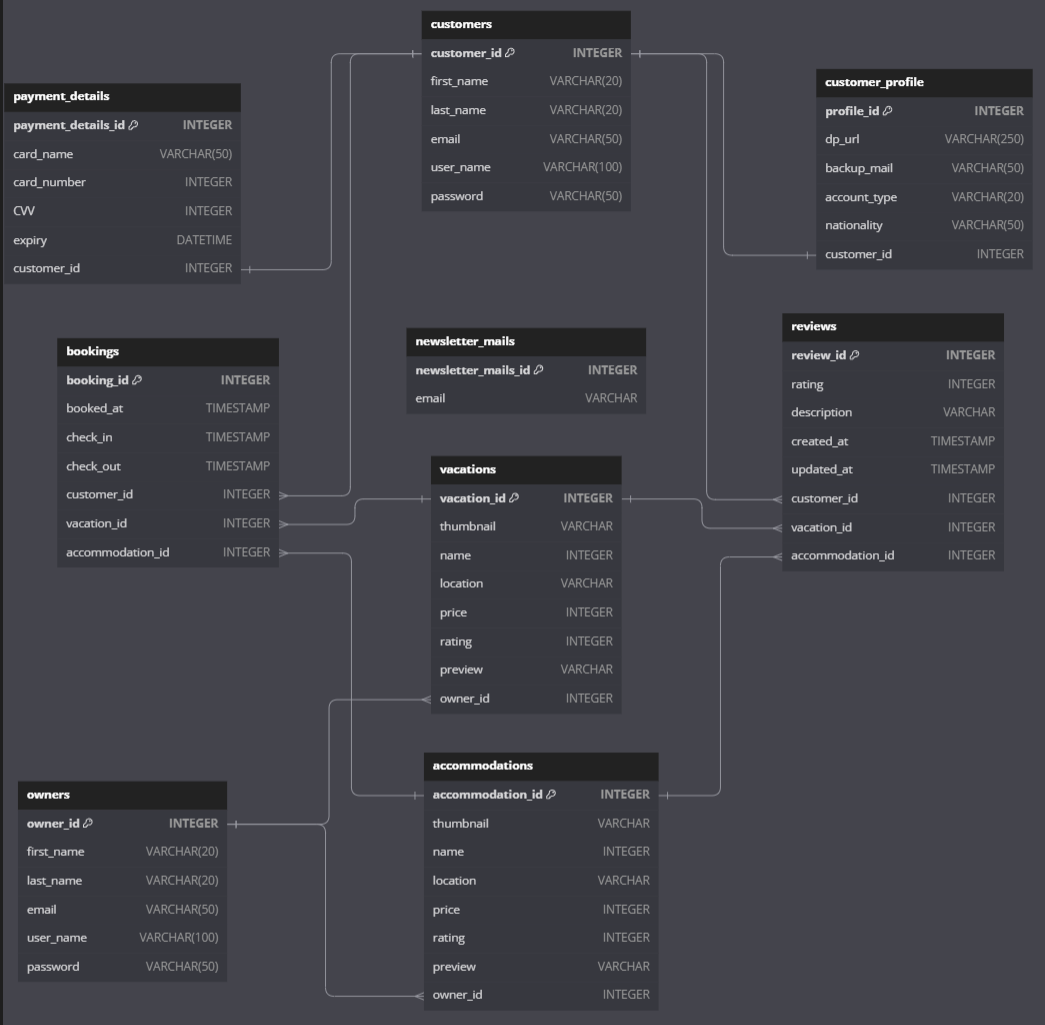 customers
customer_id INTEGER
first_name VARCHAR(20)
last_name VARCHAR(20)
email VARCHAR(50)
user_name VARCHAR(100)
password VARCHAR(50)
customer_profile
profile_id INTEGER
dp_url VARCHAR(250)
backup_mail VARCHAR(50)
account_type VARCHAR(20)
nationality VARCHAR(50)
customer_id INTEGER
payment_details
payment_details_id INTEGER
card_name VARCHAR(50)
card_number INTEGER
CVV INTEGER
expiry DATETIME
customer_id INTEGER
bookings
booking_id INTEGER
booked_at TIMESTAMP
check_in TIMESTAMP
check_out TIMESTAMP
customer_id INTEGER
vacation_id INTEGER
accommodation_id INTEGER
newsletter_mails
newsletter_mails_id INTEGER
email VARCHAR
reviews
review_id INTEGER
rating INTEGER
description VARCHAR
created_at TIMESTAMP
updated_at TIMESTAMP
customer_id INTEGER
vacation_id INTEGER
accommodation_id INTEGER
vacations
vacation_id INTEGER
thumbnail VARCHAR
name INTEGER
location VARCHAR
price INTEGER
rating INTEGER
preview VARCHAR
owner_id INTEGER
owners
owner_id INTEGER
first_name VARCHAR(20)
last_name VARCHAR(20)
email VARCHAR(50)
user_name VARCHAR(100)
password VARCHAR(50)
accommodations
accommodation_id INTEGER
thumbnail VARCHAR
name INTEGER
location VARCHAR
price INTEGER
rating INTEGER
preview VARCHAR
owner_id INTEGER